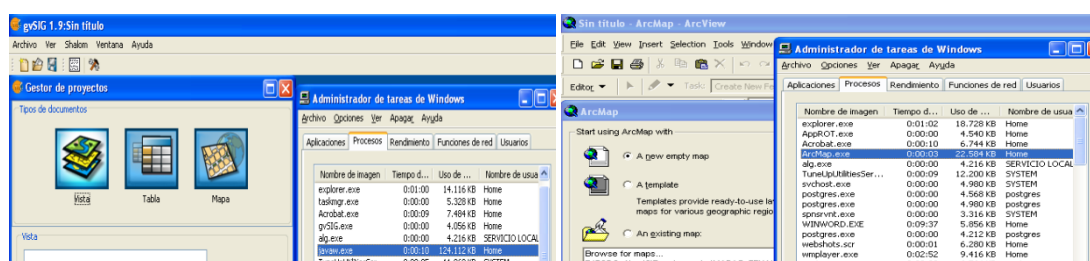 gvSIG 1.9:Sin título
Archivo Ver Shalom Ventana Ayuda
Gestor de proyectos
Tipos de documentos
Vista Tabla Mapa
Vista
Administrador de tareas de Windows
Archivo Opciones Ver Apagar Ayuda
Aplicaciones Procesos Rendimiento Funciones de red Usuarios
Nombre de imagen Tiempo d... Uso de ... Nombre de usua
explorer.exe 0:01:00 14.116 KB Home
taskmgr.exe 0:00:00 5.328 KB Home
Acrobat.exe 0:00:09 7.484 KB Home
gvSIG.exe 0:00:00 4.056 KB Home
alg.exe 0:00:00 4.216 KB SERVICIO LOCAL
javaw.exe 0:00:10 124.112 KB Home
Sin título - ArcMap - ArcView
File Edit View Insert Selection Tools Window
Editor Task: Create New Fe
ArcMap
Start using ArcMap with
A new empty map
A template
Templates provide ready-to-use la
maps for various geographic regio
An existing map:
Browse for maps...
Administrador de tareas de Windows
Archivo Opciones Ver Apagar Ayuda
Aplicaciones Procesos Rendimiento Funciones de red Usuarios
Nombre de imagen Tiempo d... Uso de ... Nombre de usua
explorer.exe 0:01:02 18.728 KB Home
AppROT.exe 0:00:00 4.540 KB Home
Acrobat.exe 0:00:10 6.744 KB Home
ArcMap.exe 0:00:03 22.584 KB Home
alg.exe 0:00:00 4.216 KB SERVICIO LOCAL
TuneUpUtilitiesSer... 0:00:09 12.200 KB SYSTEM
svchost.exe 0:00:00 4.980 KB SYSTEM
postgres.exe 0:00:00 4.568 KB postgres
postgres.exe 0:00:00 4.980 KB postgres
spnsrvnt.exe 0:00:00 3.316 KB SYSTEM
WINWORD.EXE 0:09:37 5.856 KB Home
postgres.exe 0:00:00 4.212 KB postgres
webshots.scr 0:00:01 6.280 KB Home
wmplayer.exe 0:02:52 9.416 KB Home